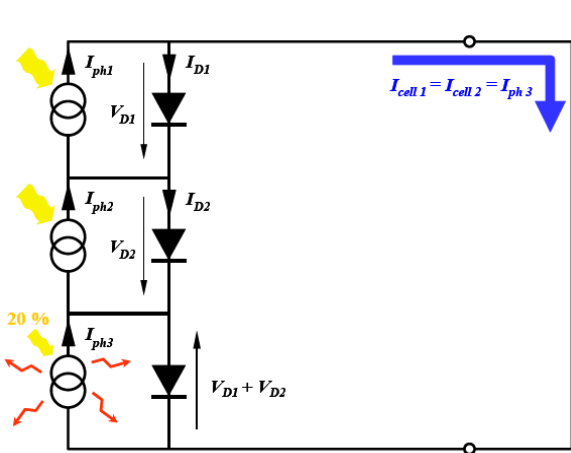 Iph1
ID1
VD1
Icell 1 = Icell 2 = Iph 3
Iph2
ID2
VD2
20 %
Iph3
VD1 + VD2